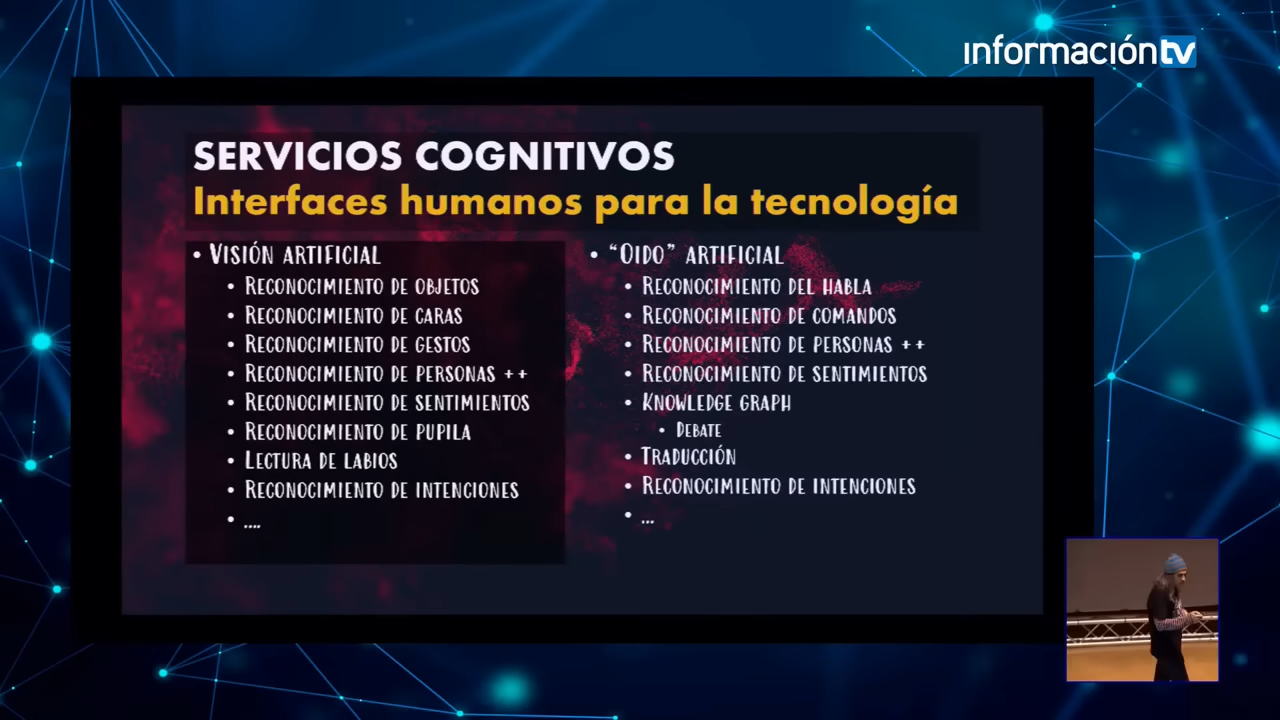 informacióntv
SERVICIOS COGNITIVOS
Interfaces humanos para la tecnología
• VISIÓN ARTIFICIAL
• RECONOCIMIENTO DE OBJETOS
• RECONOCIMIENTO DE CARAS
• RECONOCIMIENTO DE GESTOS
• RECONOCIMIENTO DE PERSONAS ++
• RECONOCIMIENTO DE SENTIMIENTOS
• RECONOCIMIENTO DE PUPILA
• LECTURA DE LABIOS
• RECONOCIMIENTO DE INTENCIONES
• ....
• “OIDO” ARTIFICIAL
• RECONOCIMIENTO DEL HABLA
• RECONOCIMIENTO DE COMANDOS
• RECONOCIMIENTO DE PERSONAS ++
• RECONOCIMIENTO DE SENTIMIENTOS
• KNOWLEDGE GRAPH
• DEBATE
• TRADUCCIÓN
• RECONOCIMIENTO DE INTENCIONES
• ...